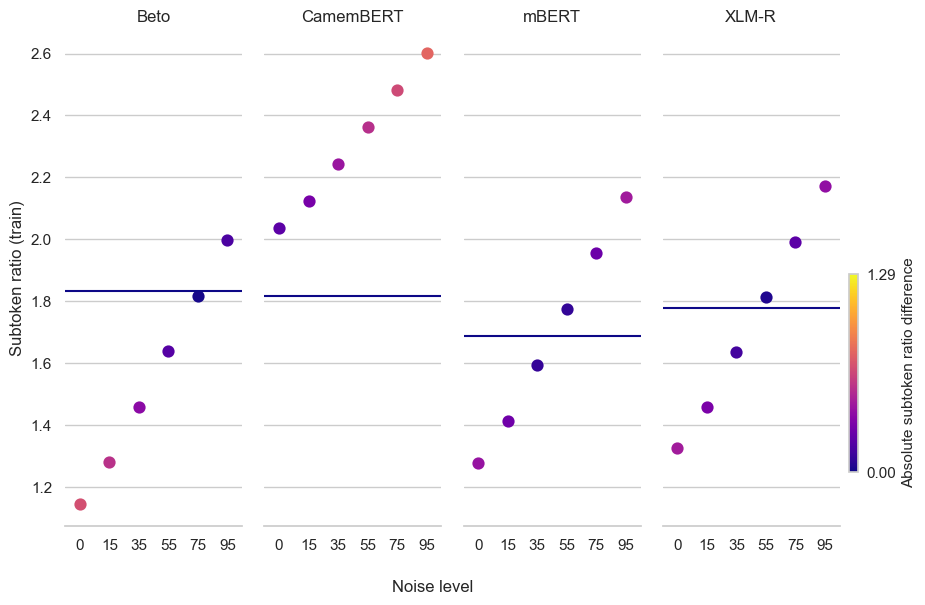 Beto CamemBERT mBERT XLM-R
Subtoken ratio (train)
2.6
2.4
2.2
2.0
1.8
1.6
1.4
1.2
0 15 35 55 75 95 0 15 35 55 75 95 0 15 35 55 75 95 0 15 35 55 75 95
Noise level
1.29
0.00
Absolute subtoken ratio difference